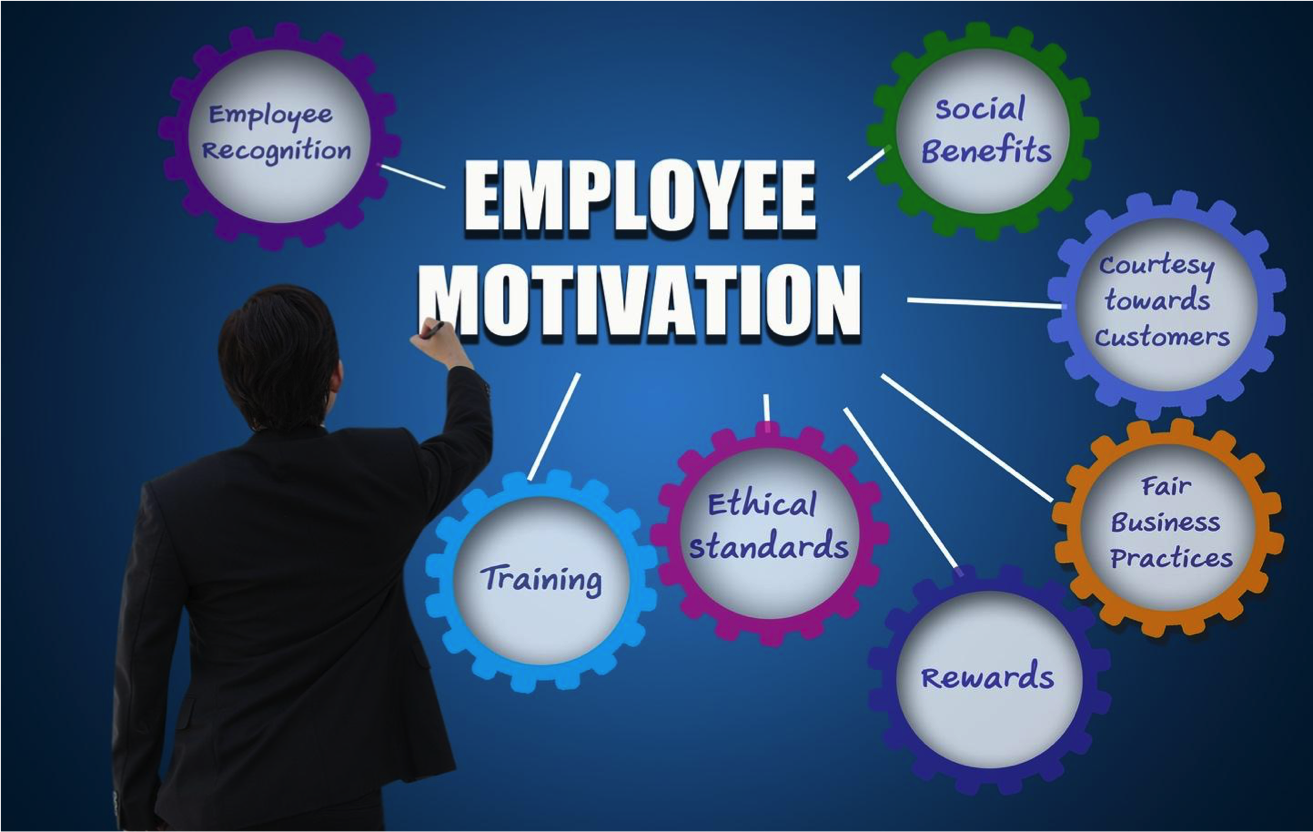 Employee
Recognition
EMPLOYEE
MOTIVATION
Social
Benefits
Courtesy
towards
Customers
Fair
Business
Practices
Training
Ethical
standards
Rewards